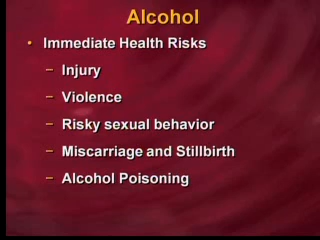 Alcohol
• Immediate Health Risks
– Injury
– Violence
– Risky sexual behavior
– Miscarriage and Stillbirth
– Alcohol Poisoning